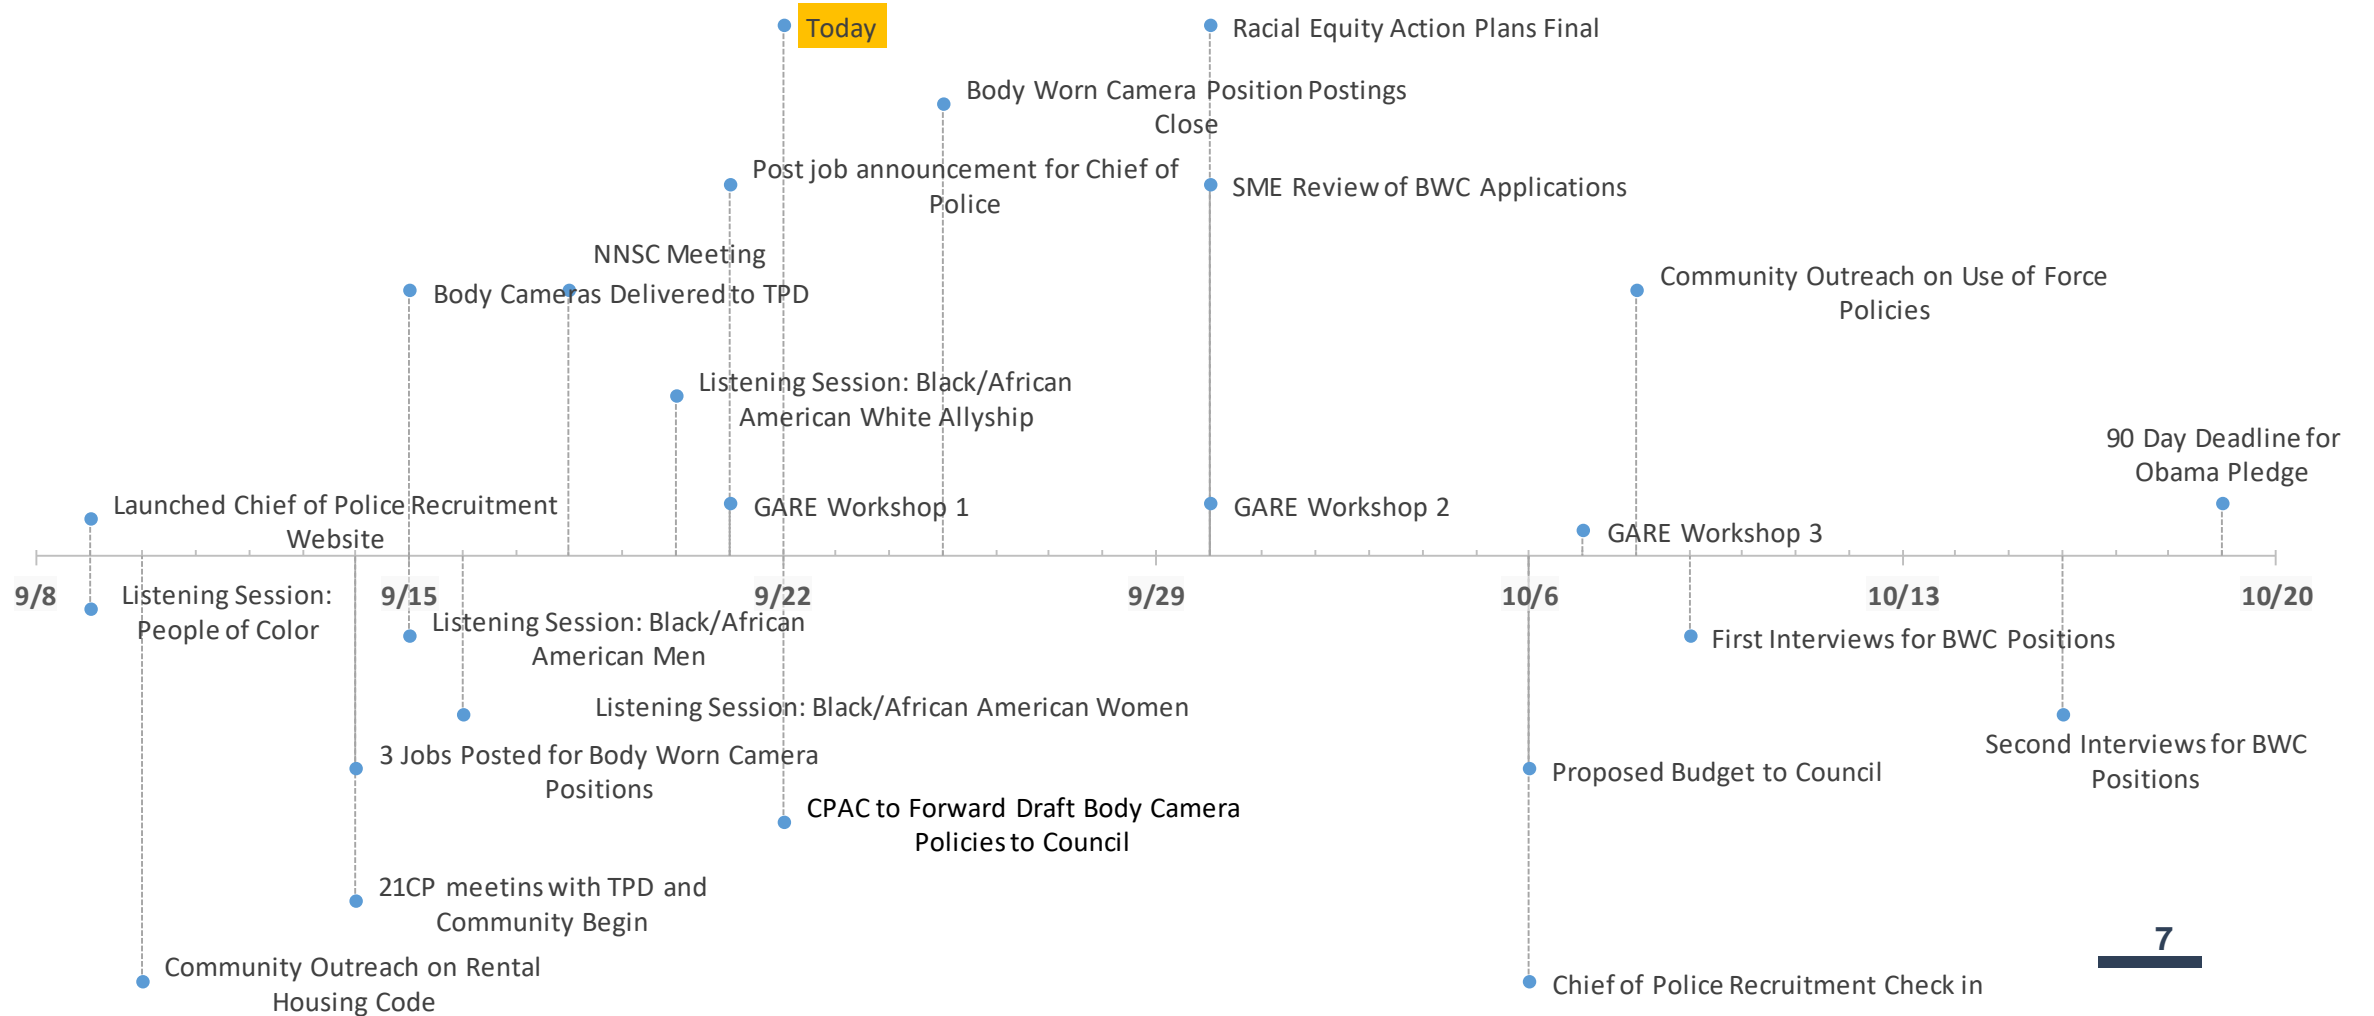 Today
Racial Equity Action Plans Final
Body Worn Camera Position Postings
Close
Post job announcement for Chief of
Police
SME Review of BWC Applications
NNSC Meeting
Body Cameras Delivered to TPD
Community Outreach on Use of Force
Policies
Listening Session: Black/African
American White Allyship
90 Day Deadline for
Obama Pledge
Launched Chief of Police Recruitment
Website
GARE Workshop 1
GARE Workshop 2
GARE Workshop 3
9/8
9/15
9/22
9/29
10/6
10/13
10/20
Listening Session:
People of Color
Listening Session: Black/African
American Men
First Interviews for BWC Positions
Listening Session: Black/African American Women
Second Interviews for BWC
Positions
3 Jobs Posted for Body Worn Camera
Positions
Proposed Budget to Council
CPAC to Forward Draft Body Camera
Policies to Council
21CP meetins with TPD and
Community Begin
Community Outreach on Rental
Housing Code
Chief of Police Recruitment Check in
7